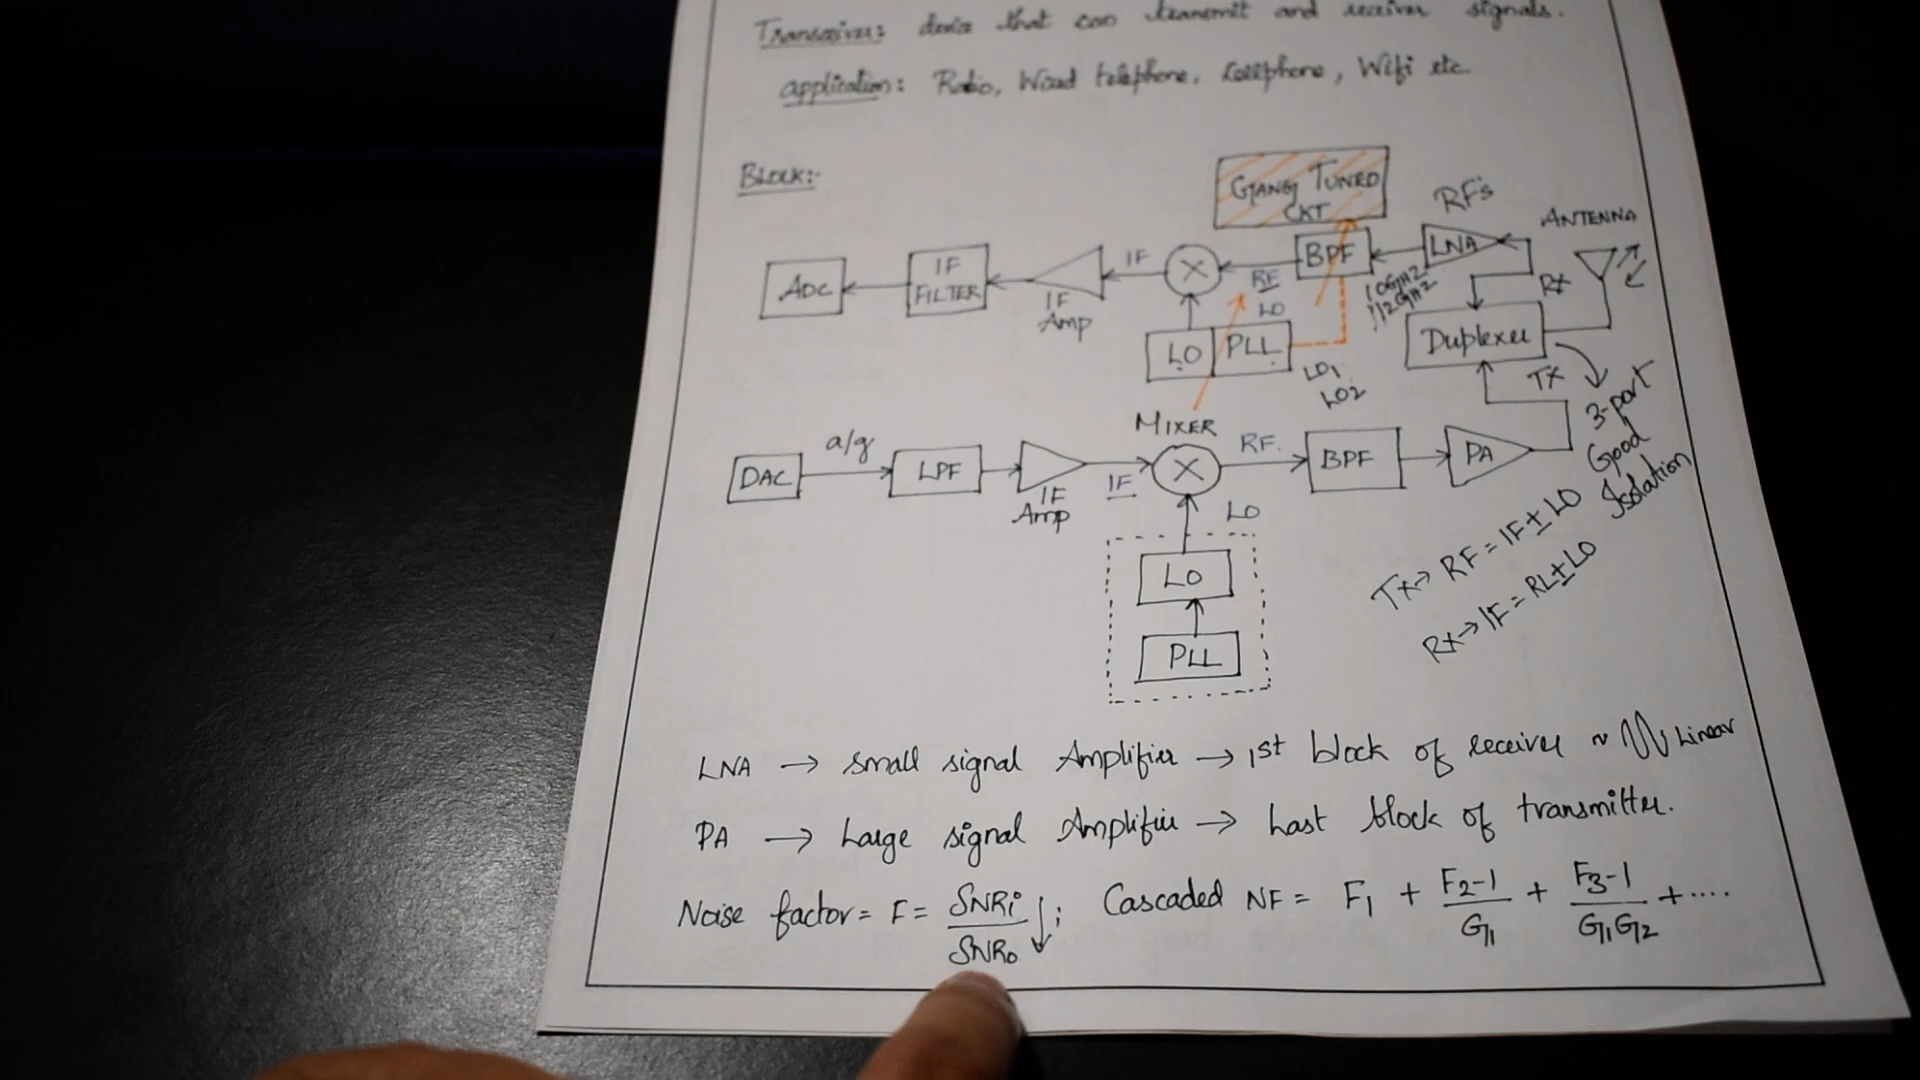 Transceiver: device that can transmit and receiver signals.
application: Radio, Wired telephone, Cellphone, Wifi etc.
BLOCK:-
GANG TUNED
CKT
RF's
ANTENNA
ADC
IF
FILTER
IF
Amp
IF
X
RF
LO
BPF
LNA
10GHz
112GHz
Rx
LO
PLL
LO1
LO2
Duplexer
TX
3-port
Good
Isolation
DAC
a/g
LPF
IF
Amp
IF
MIXER
X
RF.
BPF
PA
LO
LO
PLL
Tx→ RF = IF ± LO
Rx→ IF = RL ± LO
LNA → small signal Amplifier → 1st block of receiver ~ Linear
PA → Large signal Amplifier → Last block of transmitter.
Noise factor = F = SNRi / SNRo ↓; Cascaded NF = F1 + F2-1 / G1 + F3-1 / G1G2 + ....